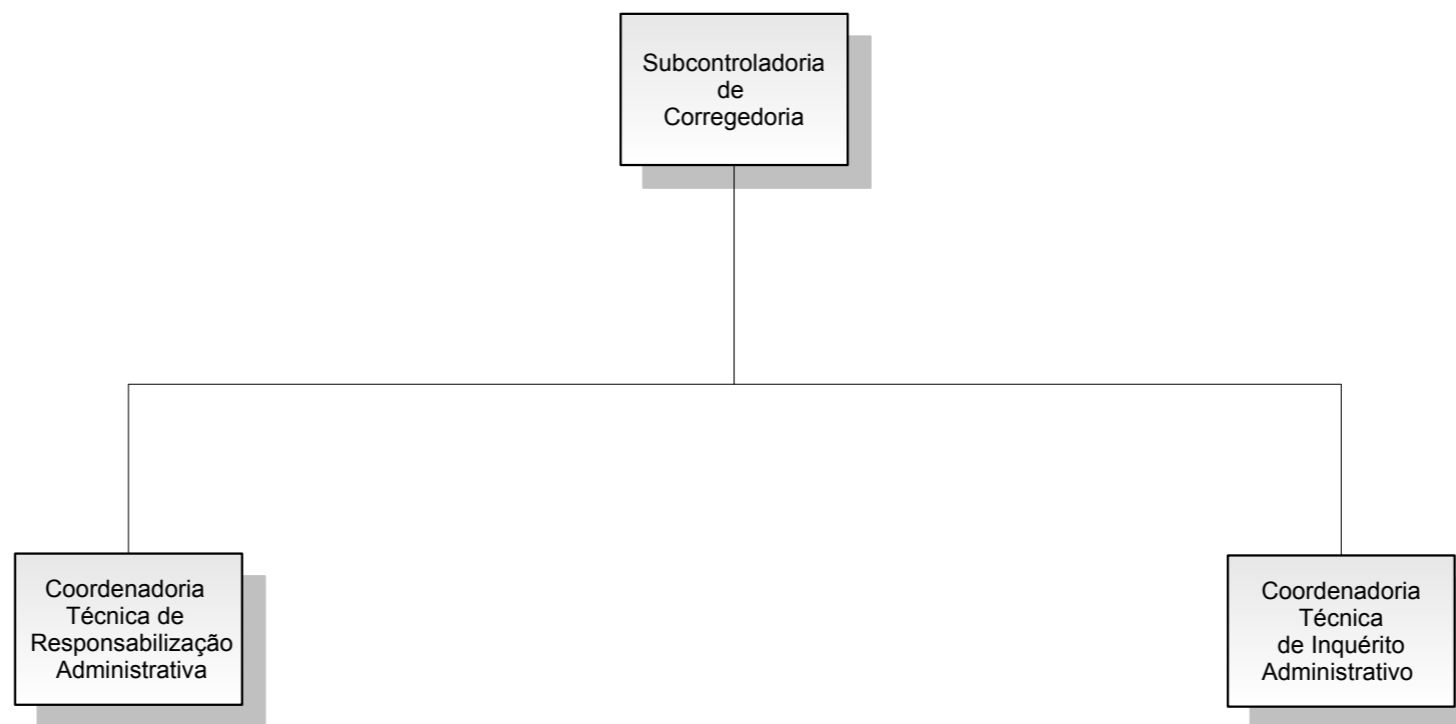 Subcontroladoria
de
Corregedoria
Coordenadoria
Técnica de
Responsabilização
Administrativa
Coordenadoria
Técnica
de Inquérito
Administrativo